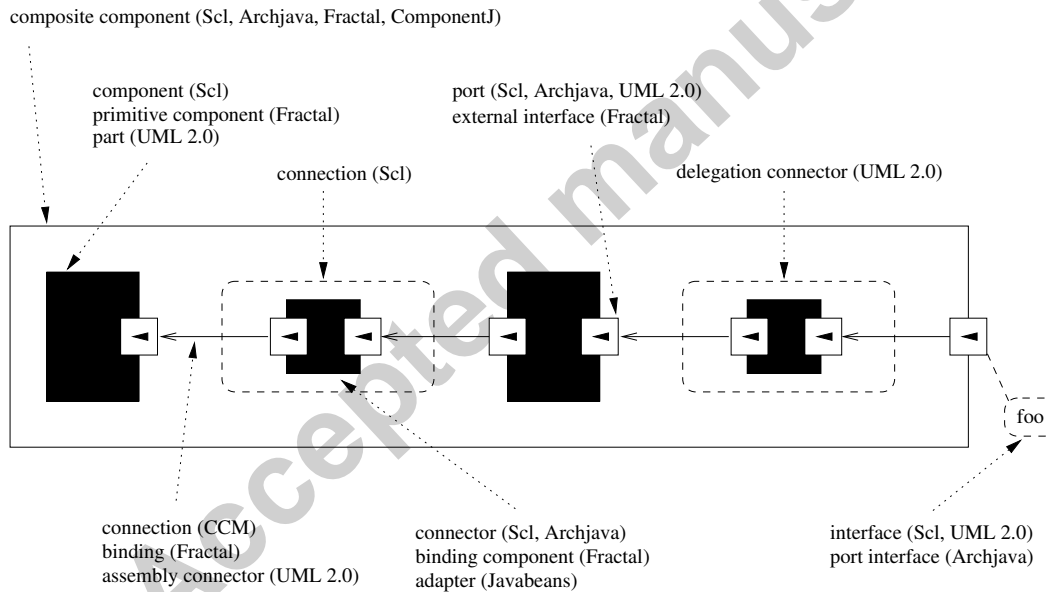 composite component (Scl, Archjava, Fractal, ComponentJ)
component (Scl)
primitive component (Fractal)
part (UML 2.0)
port (Scl, Archjava, UML 2.0)
external interface (Fractal)
connection (Scl)
delegation connector (UML 2.0)
foo
connection (CCM)
binding (Fractal)
assembly connector (UML 2.0)
connector (Scl, Archjava)
binding component (Fractal)
adapter (Javabeans)
interface (Scl, UML 2.0)
port interface (Archjava)
Accepted manus